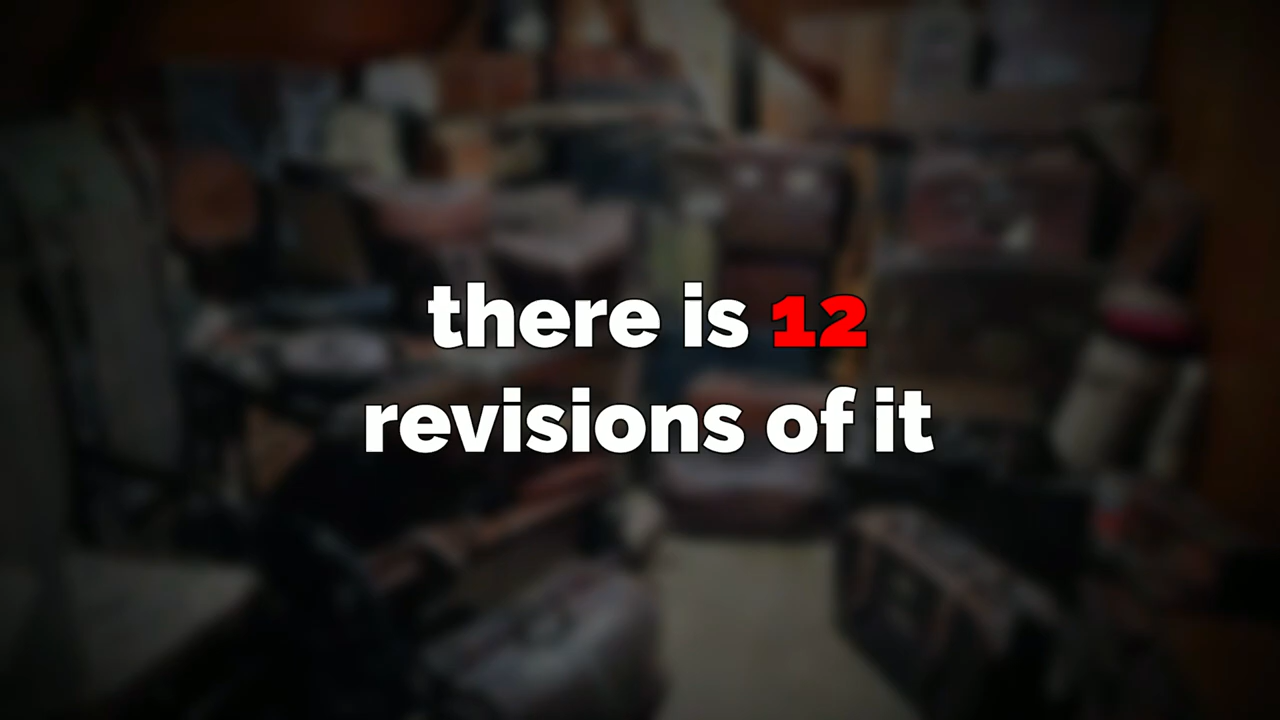 there is 12
revisions of it